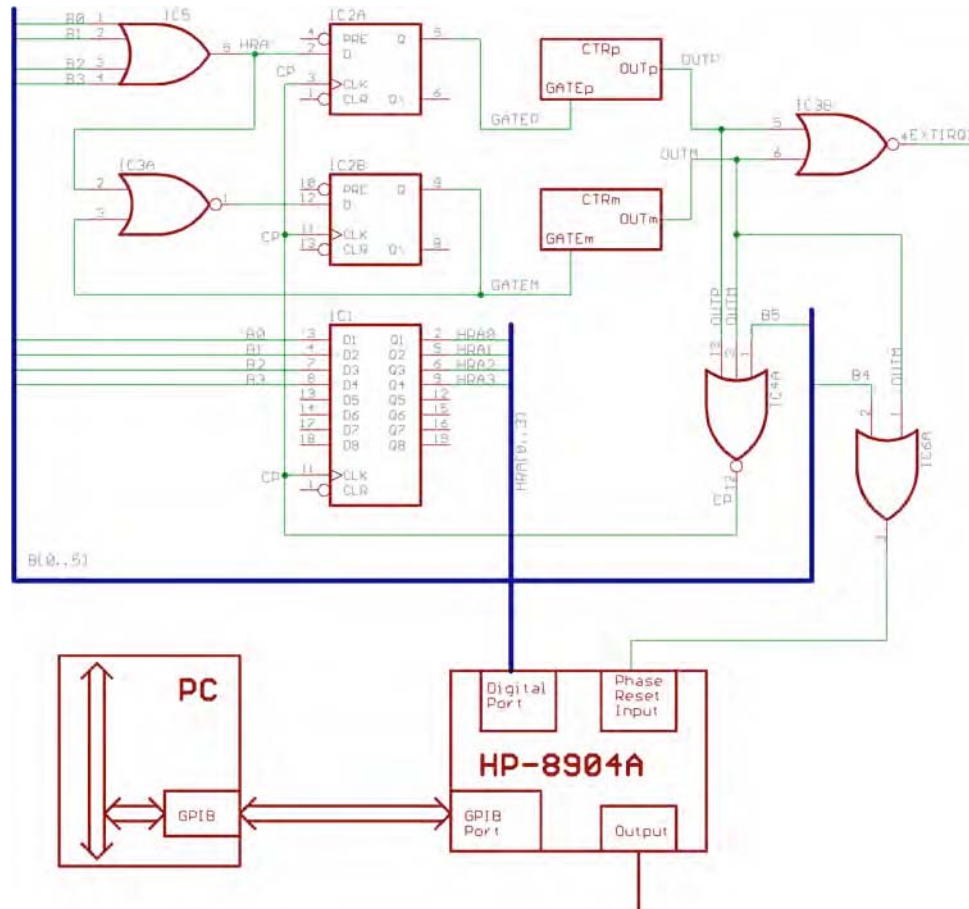 IC5
B0 1
B1 2
B2 3
B3 4
6 HRA
IC2A
4 PRE Q 5
2 D
CP 3 CLK
1 CLR Q\ 6
GATEP
CTRp
OUTp
GATEp
OUTP
IC3B
5
6
4 EXTIRQ
OUTM
IC3A
2
3
1
IC2B
10 PRE Q 9
12 D
CP 11 CLK
13 CLR Q\ 8
GATEM
CTRm
OUTm
GATEm
IC1
B0 B0 3 D1 Q1 2 HRA0
B1 B1 4 D2 Q2 5 HRA1
B2 B2 7 D3 Q3 6 HRA2
B3 B3 8 D4 Q4 9 HRA3
13 D5 Q5 12
14 D6 Q6 15
17 D7 Q7 16
18 D8 Q8 19
CP 11 CLK
1 CLR
HRA[0..3]
OUTP
OUTM
B5
13
2
1
IC4A
CP 12
B4
OUTM
2
1
IC6A
3
B[0..5]
PC
GPIB
Digital
Port
Phase
Reset
Input
HP-8904A
GPIB
Port
Output